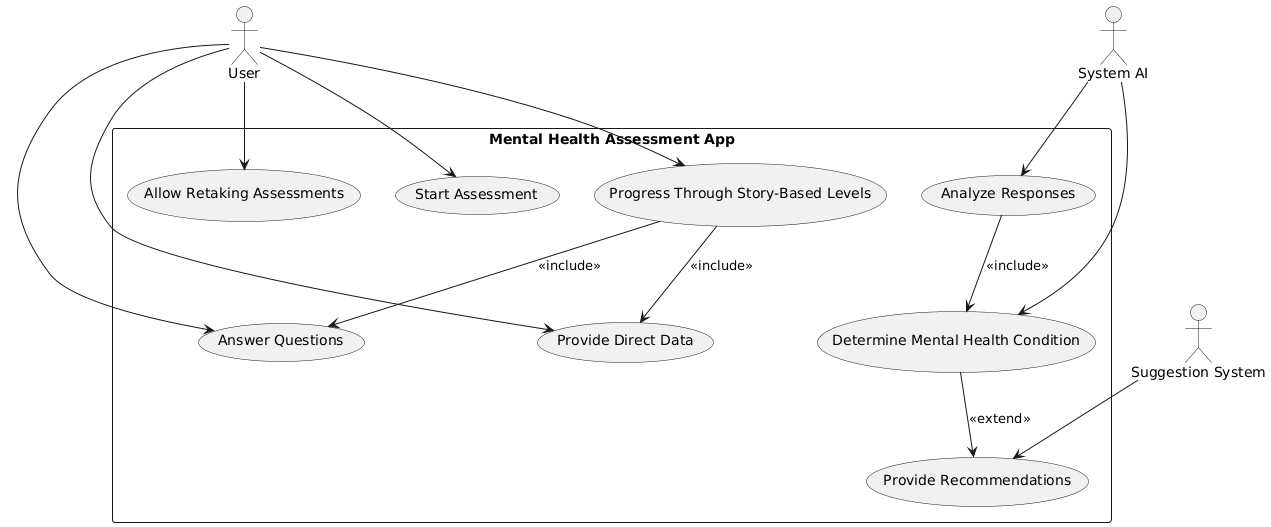 User
System AI
Mental Health Assessment App
Allow Retaking Assessments
Start Assessment
Progress Through Story-Based Levels
Analyze Responses
«include»
«include»
«include»
Answer Questions
Provide Direct Data
Determine Mental Health Condition
Suggestion System
«extend»
Provide Recommendations